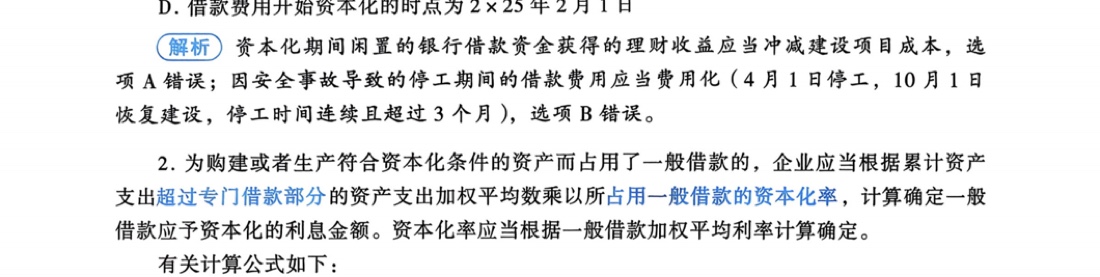 D. 借款费用开始资本化的时点为 2×25 年 2 月 1 日
解析 资本化期间闲置的银行借款资金获得的理财收益应当冲减建设项目成本，选
项 A 错误；因安全事故导致的停工期间的借款费用应当费用化（4 月 1 日停工，10 月 1 日
恢复建设，停工时间连续且超过 3 个月），选项 B 错误。
2. 为购建或者生产符合资本化条件的资产而占用了一般借款的，企业应当根据累计资产
支出超过专门借款部分的资产支出加权平均数乘以所占用一般借款的资本化率，计算确定一般
借款应予资本化的利息金额。资本化率应当根据一般借款加权平均利率计算确定。
有关计算公式如下：